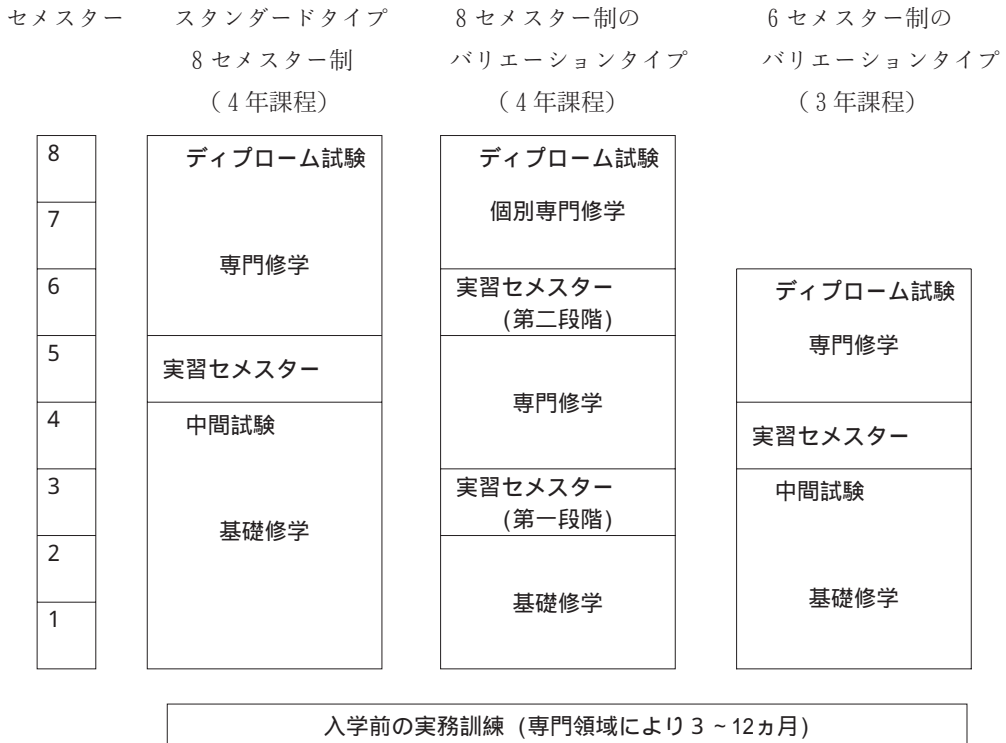 セメスター　スタンダードタイプ　8セメスター制の　6セメスター制の
8セメスター制　バリエーションタイプ　バリエーションタイプ
（4年課程）　（4年課程）　（3年課程）
8　ディプローム試験　ディプローム試験
7　個別専門修学
専門修学
6　実習セメスター　ディプローム試験
(第二段階)
5　実習セメスター　専門修学
専門修学
4　中間試験　実習セメスター
3　実習セメスター　中間試験
(第一段階)
基礎修学
2
基礎修学　基礎修学
1
入学前の実務訓練 (専門領域により3～12ヵ月)